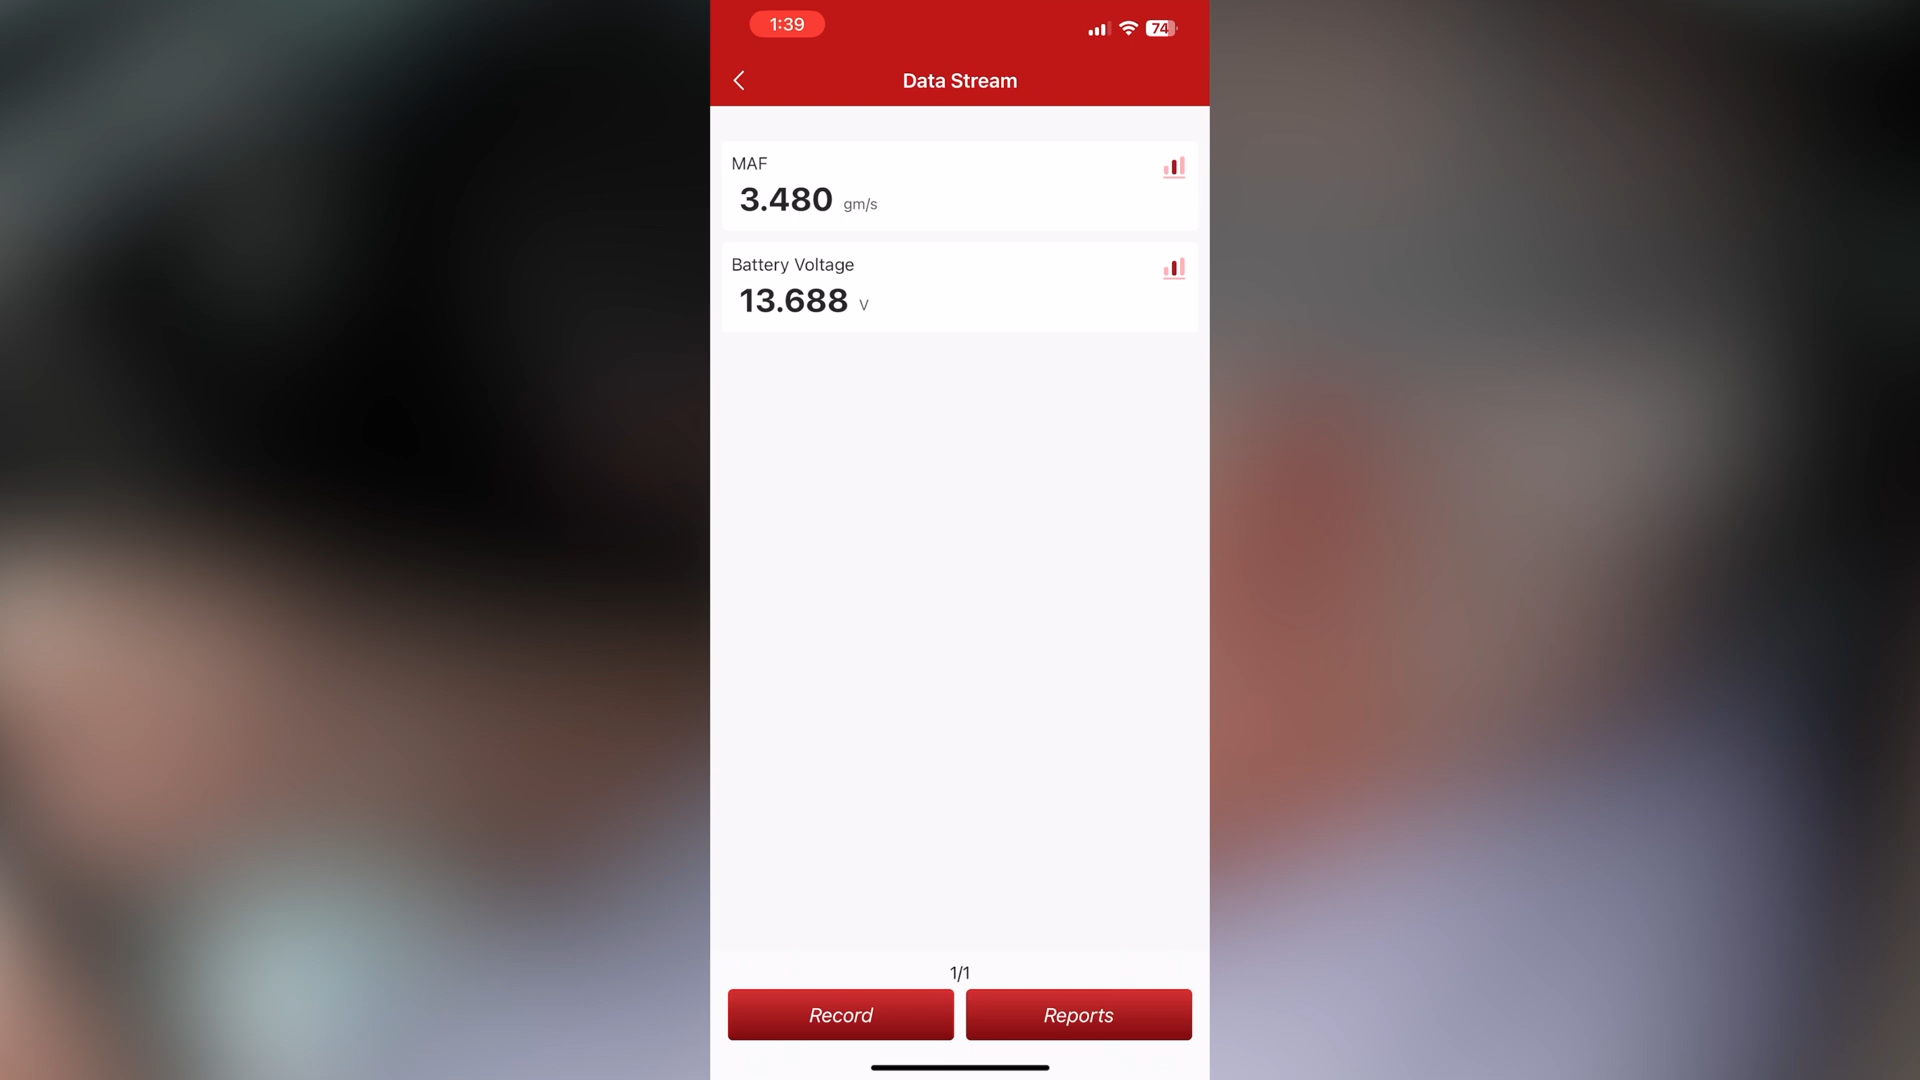 1:39
74
Data Stream
MAF
3.480 gm/s
Battery Voltage
13.688 V
1/1
Record Reports